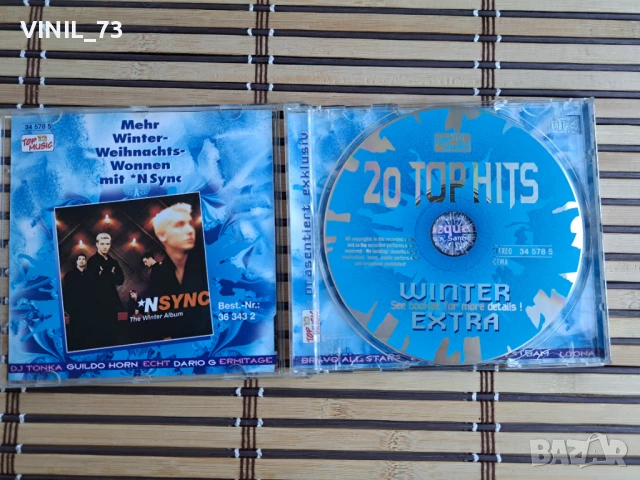 VINIL_73
34 578 5
TOP 13 MUSIC
Mehr
Winter-
Weihnachts-
Wonnen
mit *N Sync
*NSYNC
The Winter Album
Best.-Nr.:
36 343 2
DJ TONKA GUILDO HORN ECHT DARIO G ERMITAGE
präsentiert exklusiv
20 TOP HITS
STEREO 34 578 5
GEMA
WINTER
See booklet for more details !
EXTRA
BRAVO ALL STARS
LOONA
BAZAR